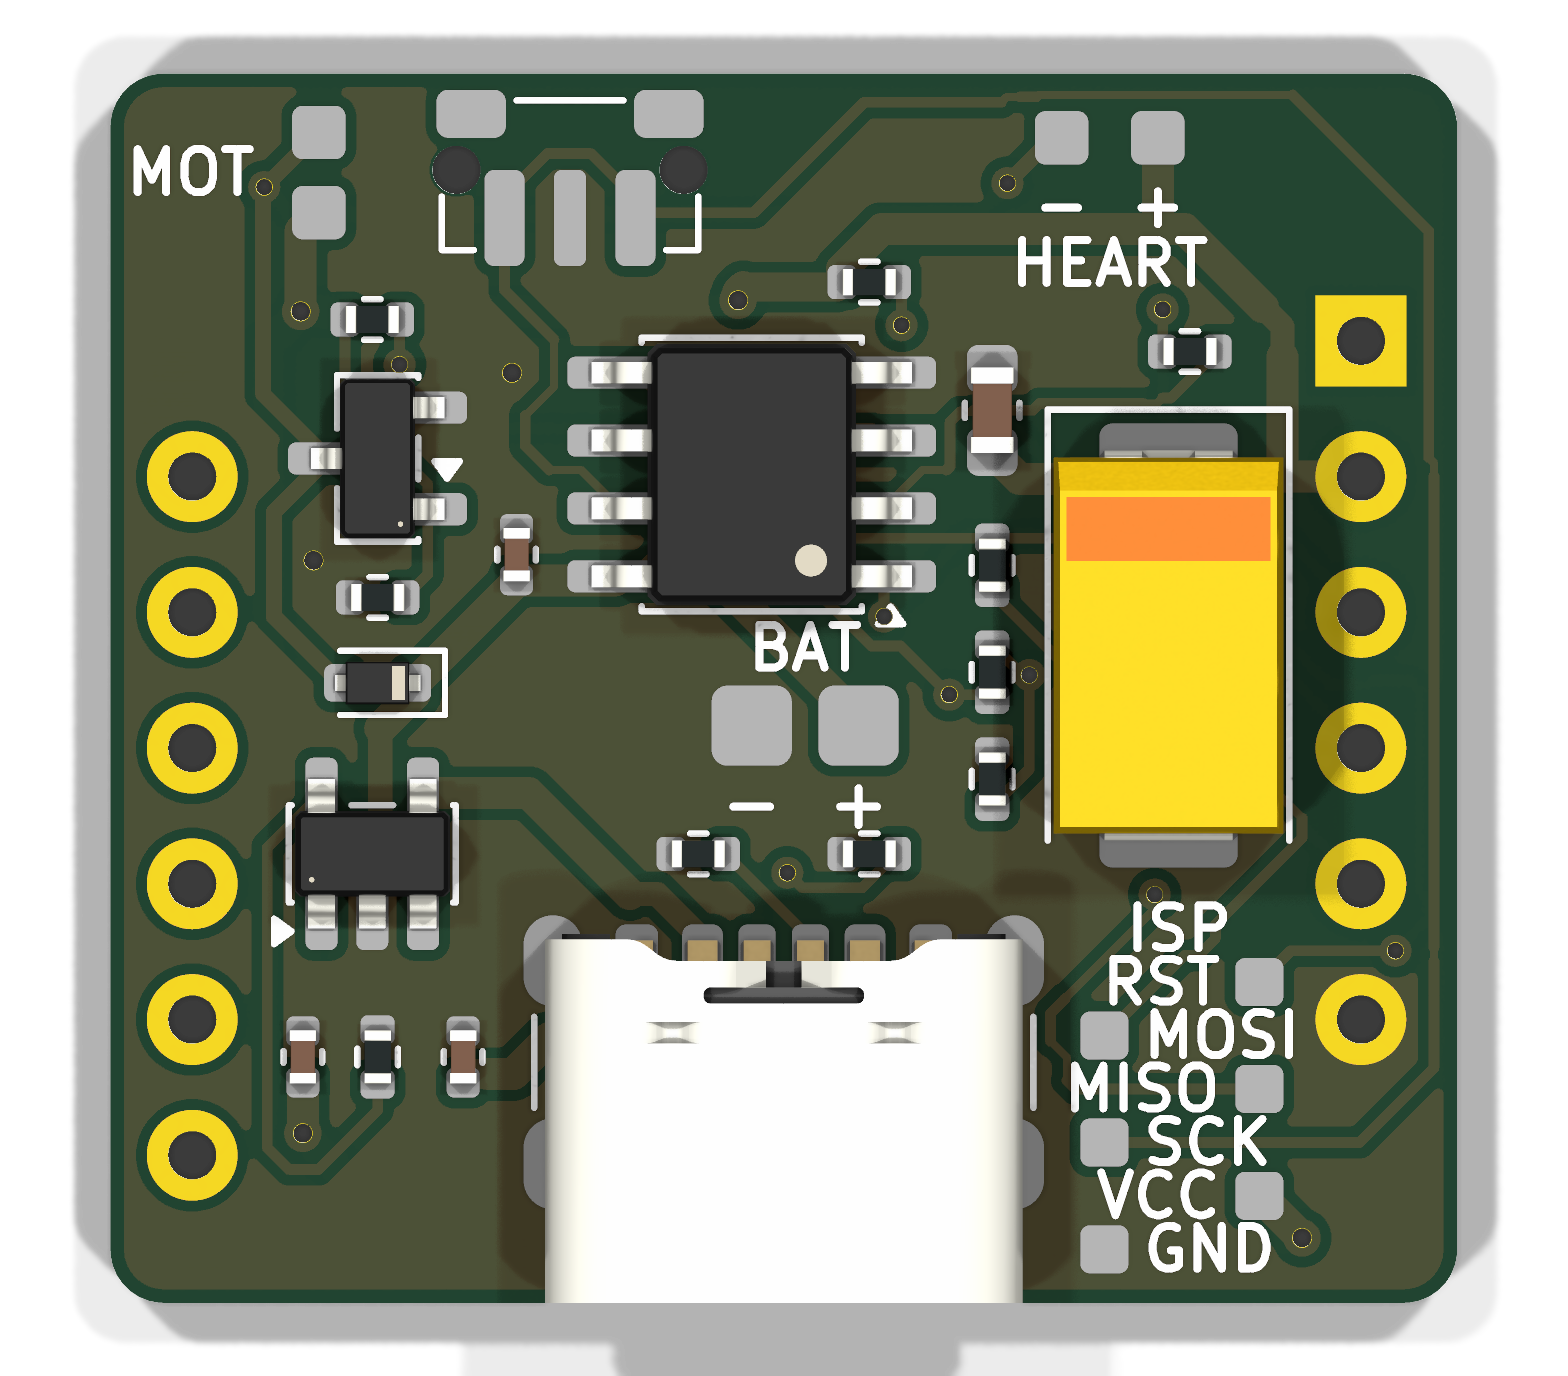 MOT
- +
HEART
BAT
- +
ISP
RST
MOSI
MISO
SCK
VCC
GND